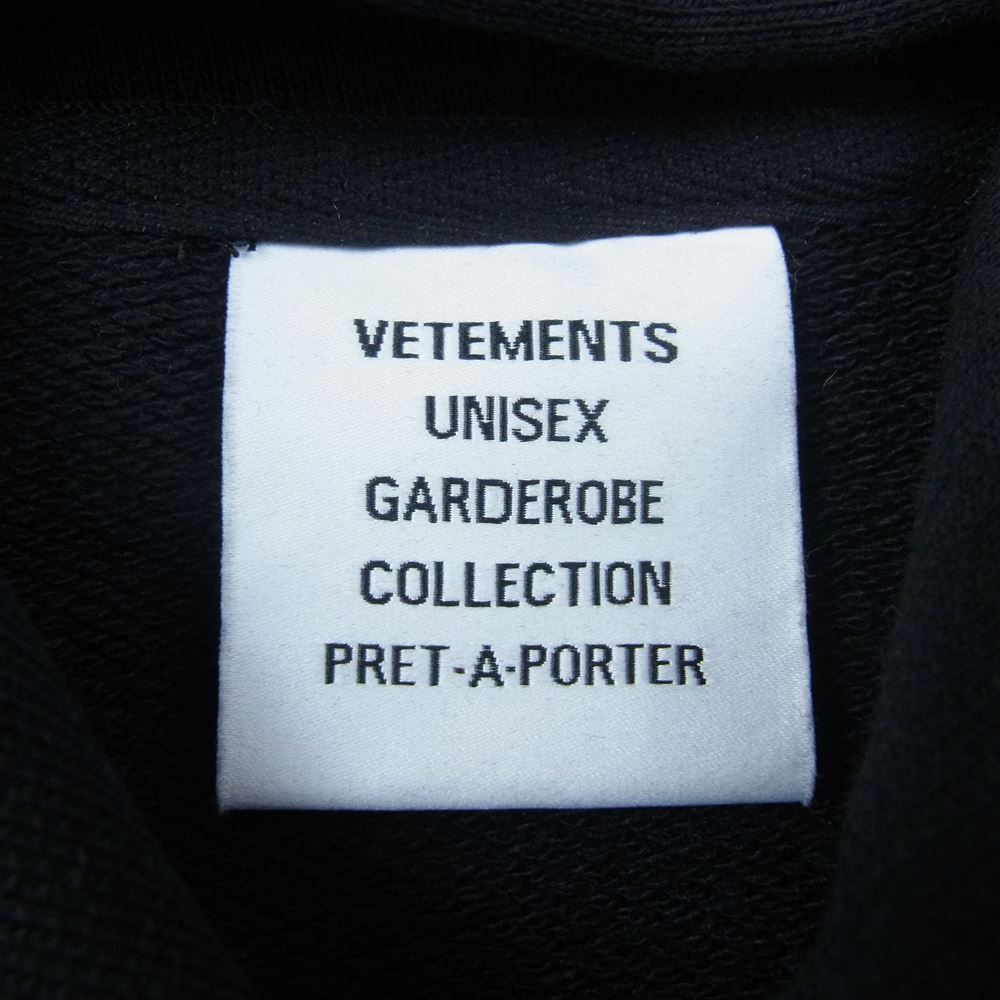 VETEMENTS
UNISEX
GARDEROBE
COLLECTION
PRET-A-PORTER